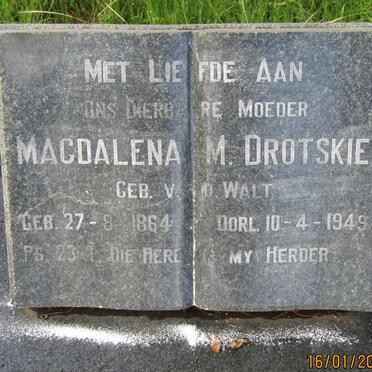 MET LIEFDE AAN
ONS DIERBARE MOEDER
MAGDALENA M. DROTSKIE
GEB. V. D WALT
GEB. 27-8-1864 OORL. 10-4-1949
PS. 23:1. DIE HERE IS MY HERDER
16/01/20